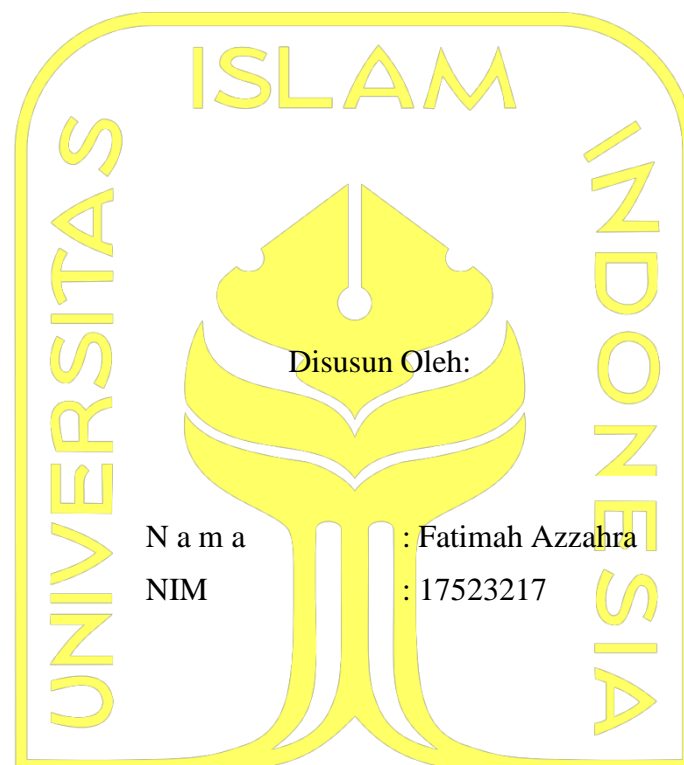 ISLAM
UNIVERSITAS
INDONESIA
Disusun Oleh:
N a m a : Fatimah Azzahra
NIM : 17523217